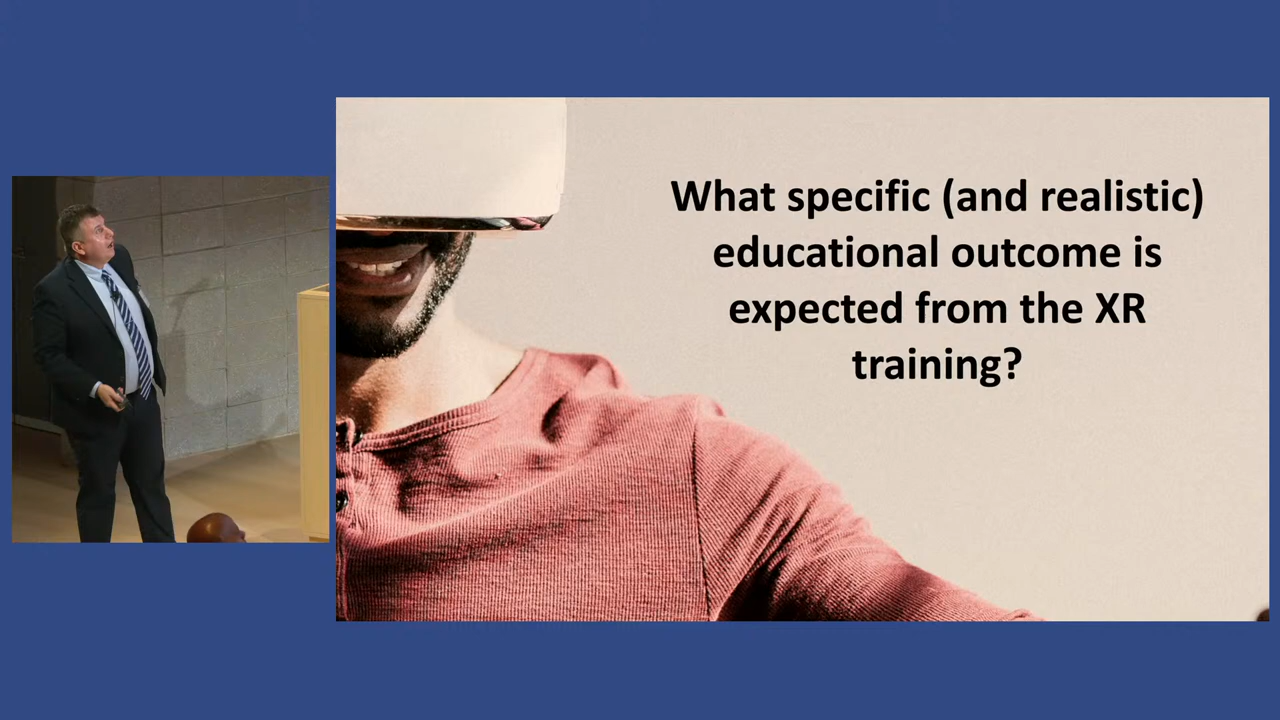 What specific (and realistic)
educational outcome is
expected from the XR
training?